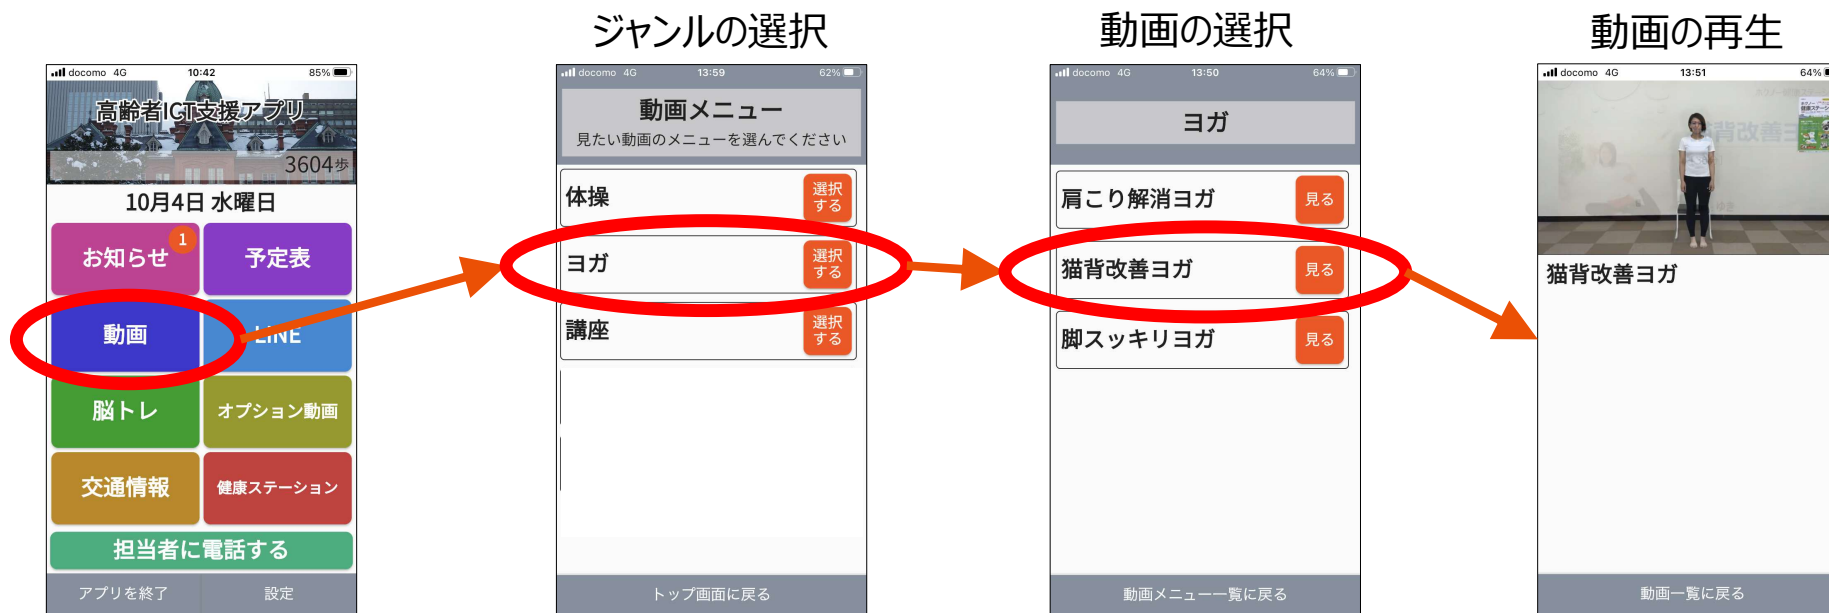 ジャンルの選択
動画の選択
動画の再生
docomo 4G 10:42 85%
高齢者ICT支援アプリ
3604歩
10月4日 水曜日
お知らせ 1
予定表
動画
LINE
脳トレ
オプション動画
交通情報
健康ステーション
担当者に電話する
アプリを終了
設定
docomo 4G 13:59 62%
動画メニュー
見たい動画のメニューを選んでください
体操
選択
する
ヨガ
選択
する
講座
選択
する
トップ画面に戻る
docomo 4G 13:50 64%
ヨガ
肩こり解消ヨガ
見る
猫背改善ヨガ
見る
脚スッキリヨガ
見る
動画メニュー一覧に戻る
docomo 4G 13:51 64%
背改善ヨ
猫背改善ヨガ
動画一覧に戻る